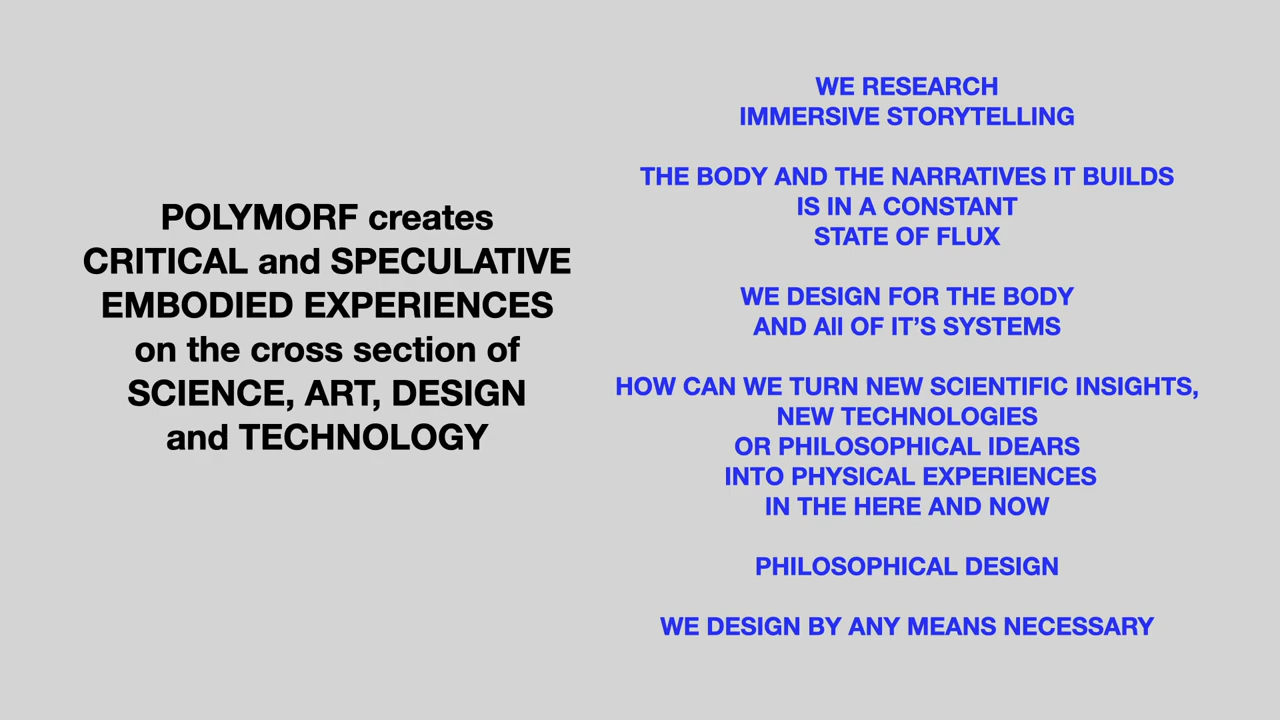 POLYMORF creates
CRITICAL and SPECULATIVE
EMBODIED EXPERIENCES
on the cross section of
SCIENCE, ART, DESIGN
and TECHNOLOGY
WE RESEARCH
IMMERSIVE STORYTELLING
THE BODY AND THE NARRATIVES IT BUILDS
IS IN A CONSTANT
STATE OF FLUX
WE DESIGN FOR THE BODY
AND All OF IT’S SYSTEMS
HOW CAN WE TURN NEW SCIENTIFIC INSIGHTS,
NEW TECHNOLOGIES
OR PHILOSOPHICAL IDEARS
INTO PHYSICAL EXPERIENCES
IN THE HERE AND NOW
PHILOSOPHICAL DESIGN
WE DESIGN BY ANY MEANS NECESSARY